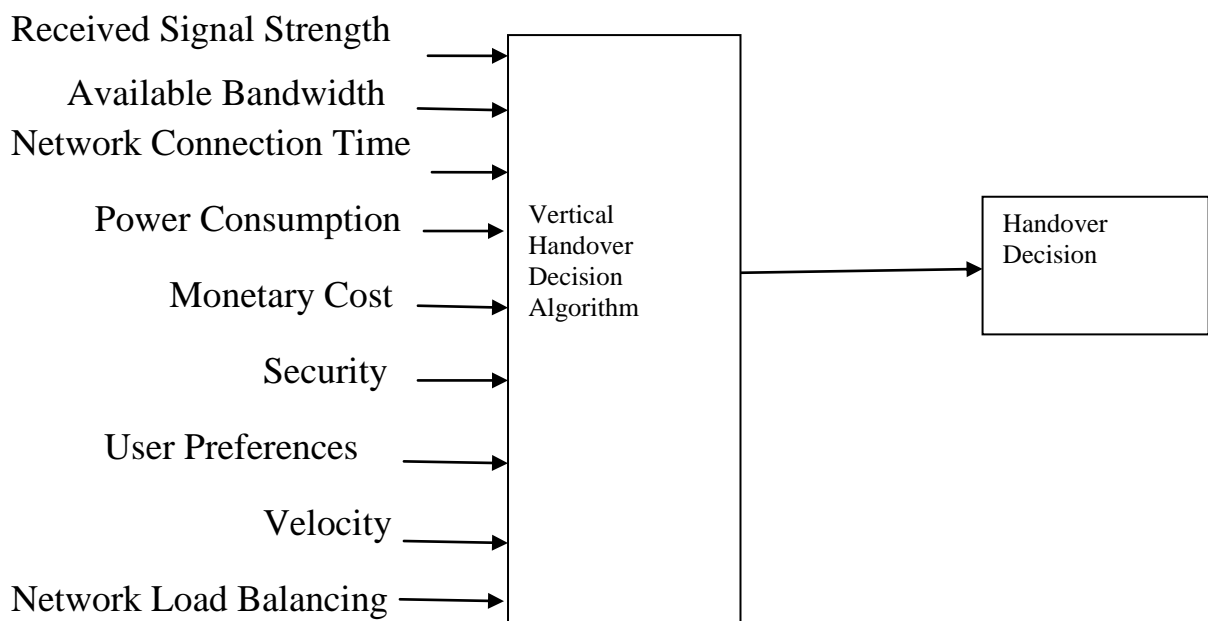 Received Signal Strength
Available Bandwidth
Network Connection Time
Power Consumption
Monetary Cost
Security
User Preferences
Velocity
Network Load Balancing
Vertical
Handover
Decision
Algorithm
Handover
Decision